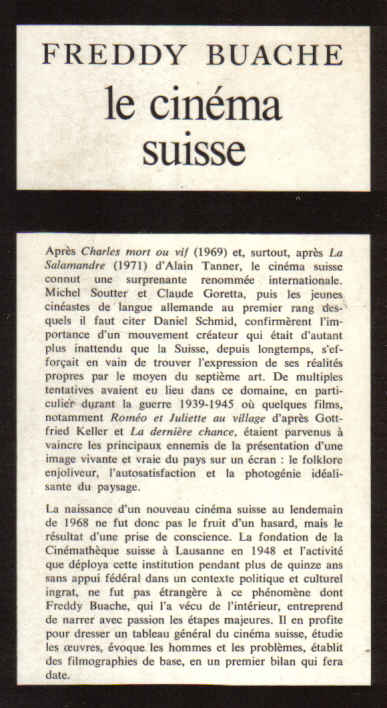 FREDDY BUACHE
le cinéma
suisse
Après Charles mort ou vif (1969) et, surtout, après La
Salamandre (1971) d'Alain Tanner, le cinéma suisse
connut une surprenante renommée internationale.
Michel Soutter et Claude Goretta, puis les jeunes
cinéastes de langue allemande au premier rang des-
quels il faut citer Daniel Schmid, confirmèrent l'im-
portance d'un mouvement créateur qui était d'autant
plus inattendu que la Suisse, depuis longtemps, s'ef-
forçait en vain de trouver l'expression de ses réalités
propres par le moyen du septième art. De multiples
tentatives avaient eu lieu dans ce domaine, en parti-
culier durant la guerre 1939-1945 où quelques films,
notamment Roméo et Juliette au village d'après Gott-
fried Keller et La dernière chance, étaient parvenus à
vaincre les principaux ennemis de la présentation d'une
image vivante et vraie du pays sur un écran : le folklore
enjoliveur, l'autosatisfaction et la photogénie idéali-
sante du paysage.
La naissance d'un nouveau cinéma suisse au lendemain
de 1968 ne fut donc pas le fruit d'un hasard, mais le
résultat d'une prise de conscience. La fondation de la
Cinémathèque suisse à Lausanne en 1948 et l'activité
que déploya cette institution pendant plus de quinze ans
sans appui fédéral dans un contexte politique et culturel
ingrat, ne fut pas étrangère à ce phénomène dont
Freddy Buache, qui l'a vécu de l'intérieur, entreprend
de narrer avec passion les étapes majeures. Il en profite
pour dresser un tableau général du cinéma suisse, étudie
les œuvres, évoque les hommes et les problèmes, établit
des filmographies de base, en un premier bilan qui fera
date.